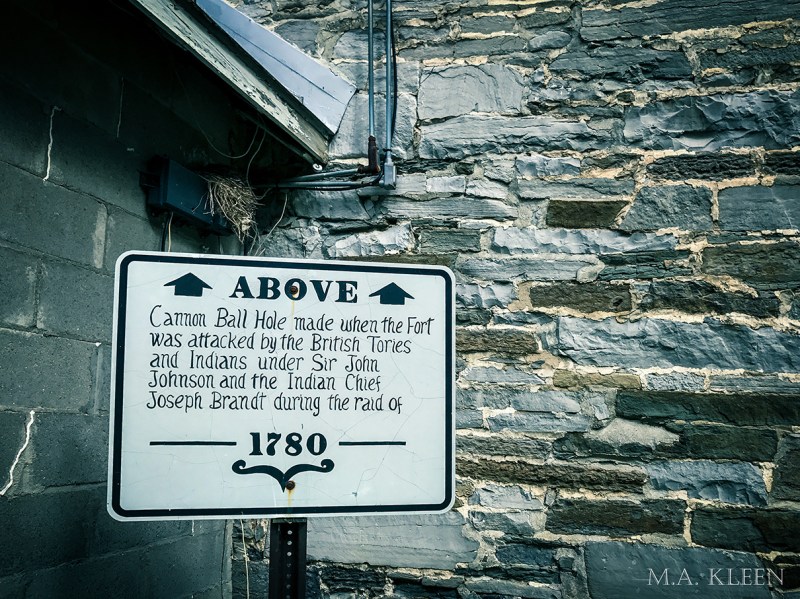 ABOVE
Cannon Ball Hole made when the Fort
was attacked by the British Tories
and Indians under Sir John
Johnson and the Indian Chief
Joseph Brandt during the raid of
1780
M.A. KLEEN